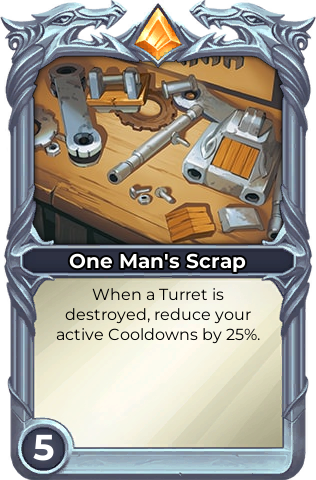 One Man's Scrap
When a Turret is
destroyed, reduce your
active Cooldowns by 25%.
5